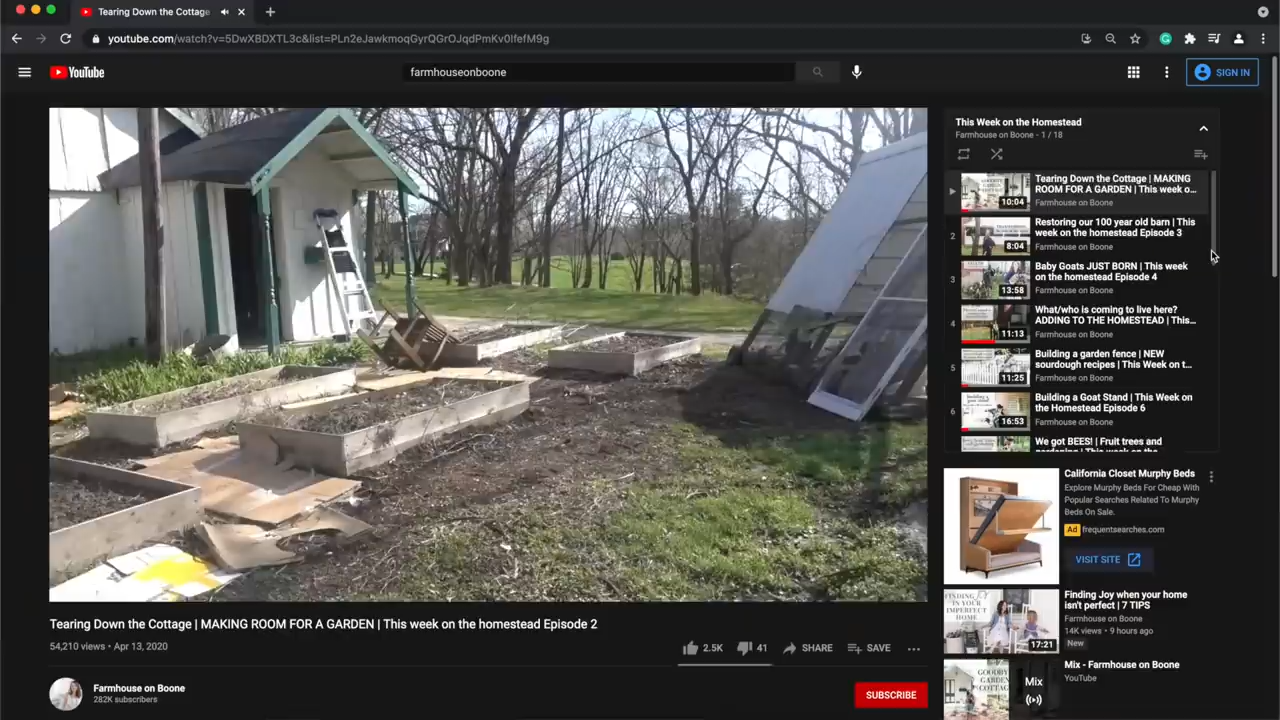 Tearing Down the Cottage
youtube.com/watch?v=5DwXBDXTL3c&list=PLn2eJawkmoqGyrQGrOJqdPmKv0IfefM9g
YouTube
farmhouseonboone
SIGN IN
This Week on the Homestead
Farmhouse on Boone - 1 / 18
Tearing Down the Cottage | MAKING
ROOM FOR A GARDEN | This week o...
Farmhouse on Boone
10:04
2
Restoring our 100 year old barn | This
week on the homestead Episode 3
Farmhouse on Boone
8:04
3
Baby Goats JUST BORN | This week
on the homestead Episode 4
Farmhouse on Boone
13:58
4
What/who is coming to live here?
ADDING TO THE HOMESTEAD | This...
Farmhouse on Boone
11:13
5
Building a garden fence | NEW
sourdough recipes | This Week on t...
Farmhouse on Boone
11:25
6
Building a Goat Stand | This Week on
the Homestead Episode 6
Farmhouse on Boone
16:53
We got BEES! | Fruit trees and
California Closet Murphy Beds
Explore Murphy Beds For Cheap With
Popular Searches Related To Murphy
Beds On Sale.
Ad frequentsearches.com
VISIT SITE
FINDING JOY
IN YOUR
IMPERFECT
HOME
17:21
Finding Joy when your home
isn't perfect | 7 TIPS
Farmhouse on Boone
14K views • 9 hours ago
New
GOODBY
GARDEN
COTTAGE
Mix
Mix - Farmhouse on Boone
YouTube
Tearing Down the Cottage | MAKING ROOM FOR A GARDEN | This week on the homestead Episode 2
54,210 views • Apr 13, 2020
2.5K
41
SHARE
SAVE
Farmhouse on Boone
282K subscribers
SUBSCRIBE